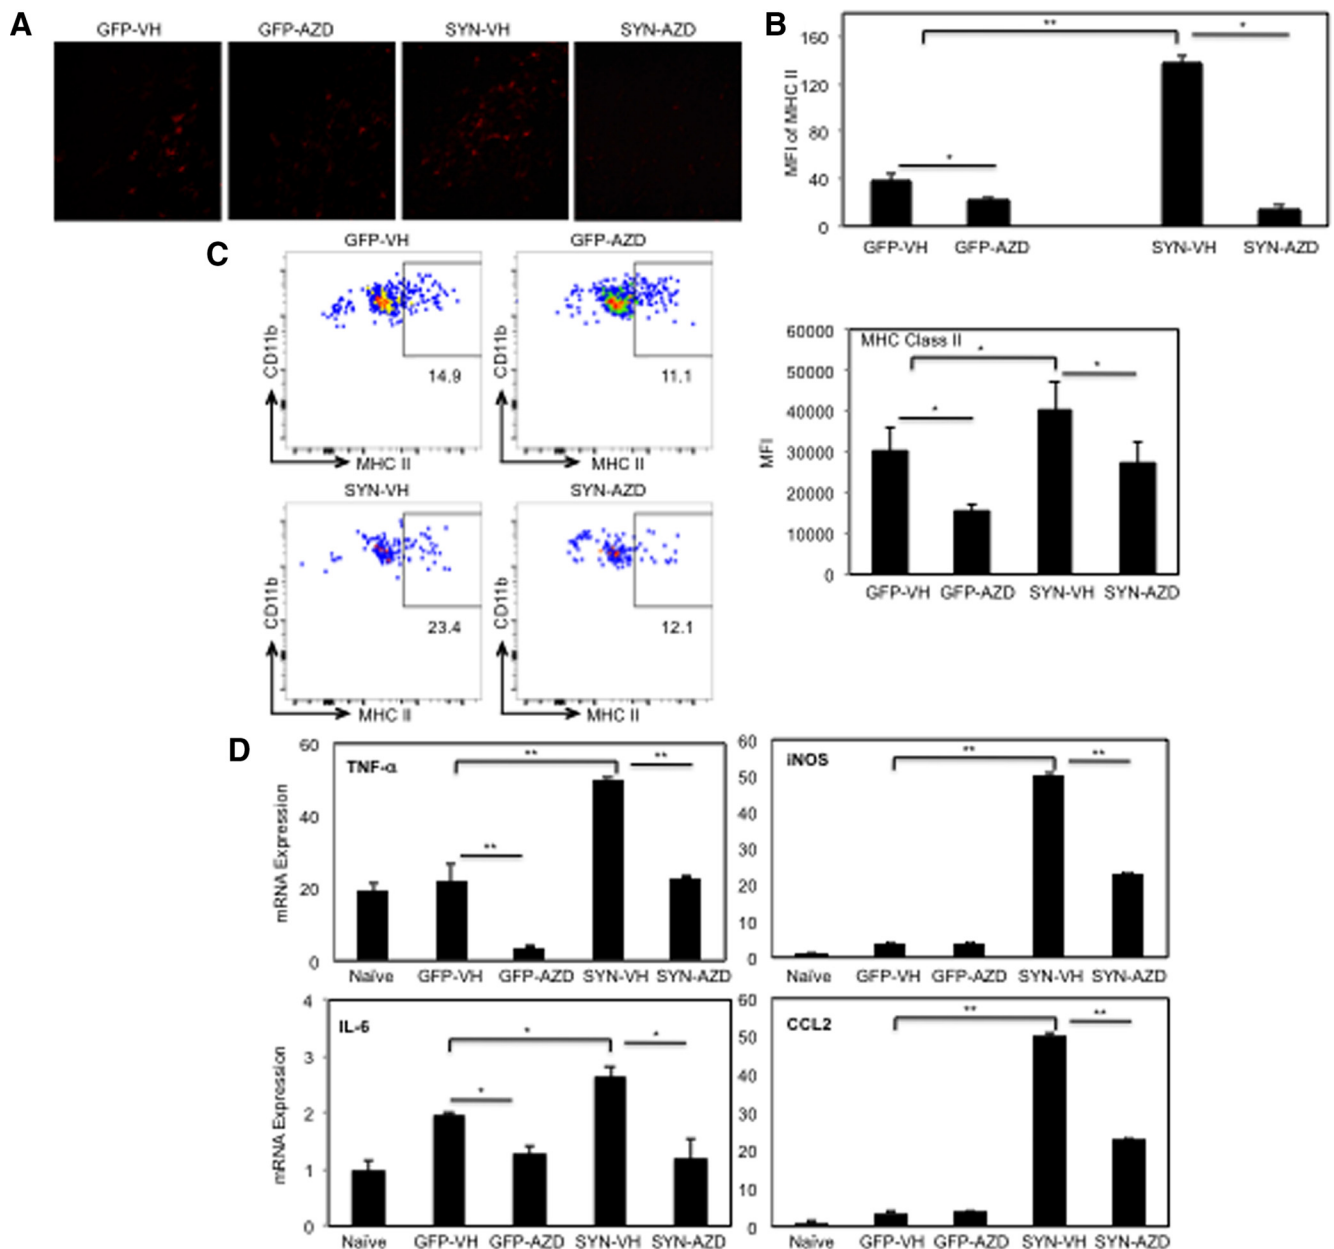 A
GFP-VH GFP-AZD SYN-VH SYN-AZD
B
MFI of MHC II
160
120
80
40
0
** * *
GFP-VH GFP-AZD SYN-VH SYN-AZD
C
GFP-VH GFP-AZD
CD11b
14.9
MHC II
CD11b
11.1
MHC II
SYN-VH SYN-AZD
CD11b
23.4
MHC II
CD11b
12.1
MHC II
MHC Class II
MFI
60000
50000
40000
30000
20000
10000
0
* * *
GFP-VH GFP-AZD SYN-VH SYN-AZD
D
TNF-α
mRNA Expression
60
40
20
0
** ** **
Naïve GFP-VH GFP-AZD SYN-VH SYN-AZD
iNOS
60
50
40
30
20
10
0
** **
Naïve GFP-VH GFP-AZD SYN-VH SYN-AZD
IL-6
mRNA Expression
4
3
2
1
0
* * *
Naïve GFP-VH GFP-AZD SYN-VH SYN-AZD
CCL2
60
50
40
30
20
10
0
** **
Naïve GFP-VH GFP-AZD SYN-VH SYN-AZD